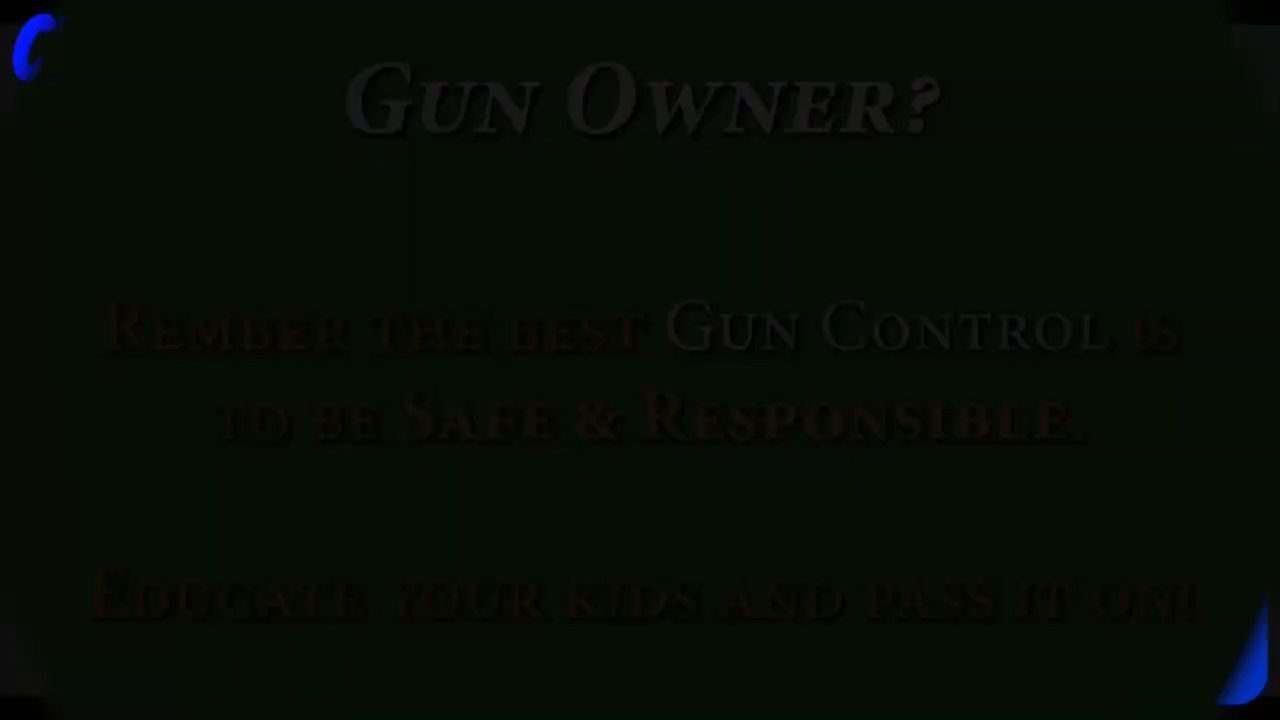 Gun Owner?
Rember the best Gun Control is
to be Safe & Responsible.
Educate your kids and pass it on!